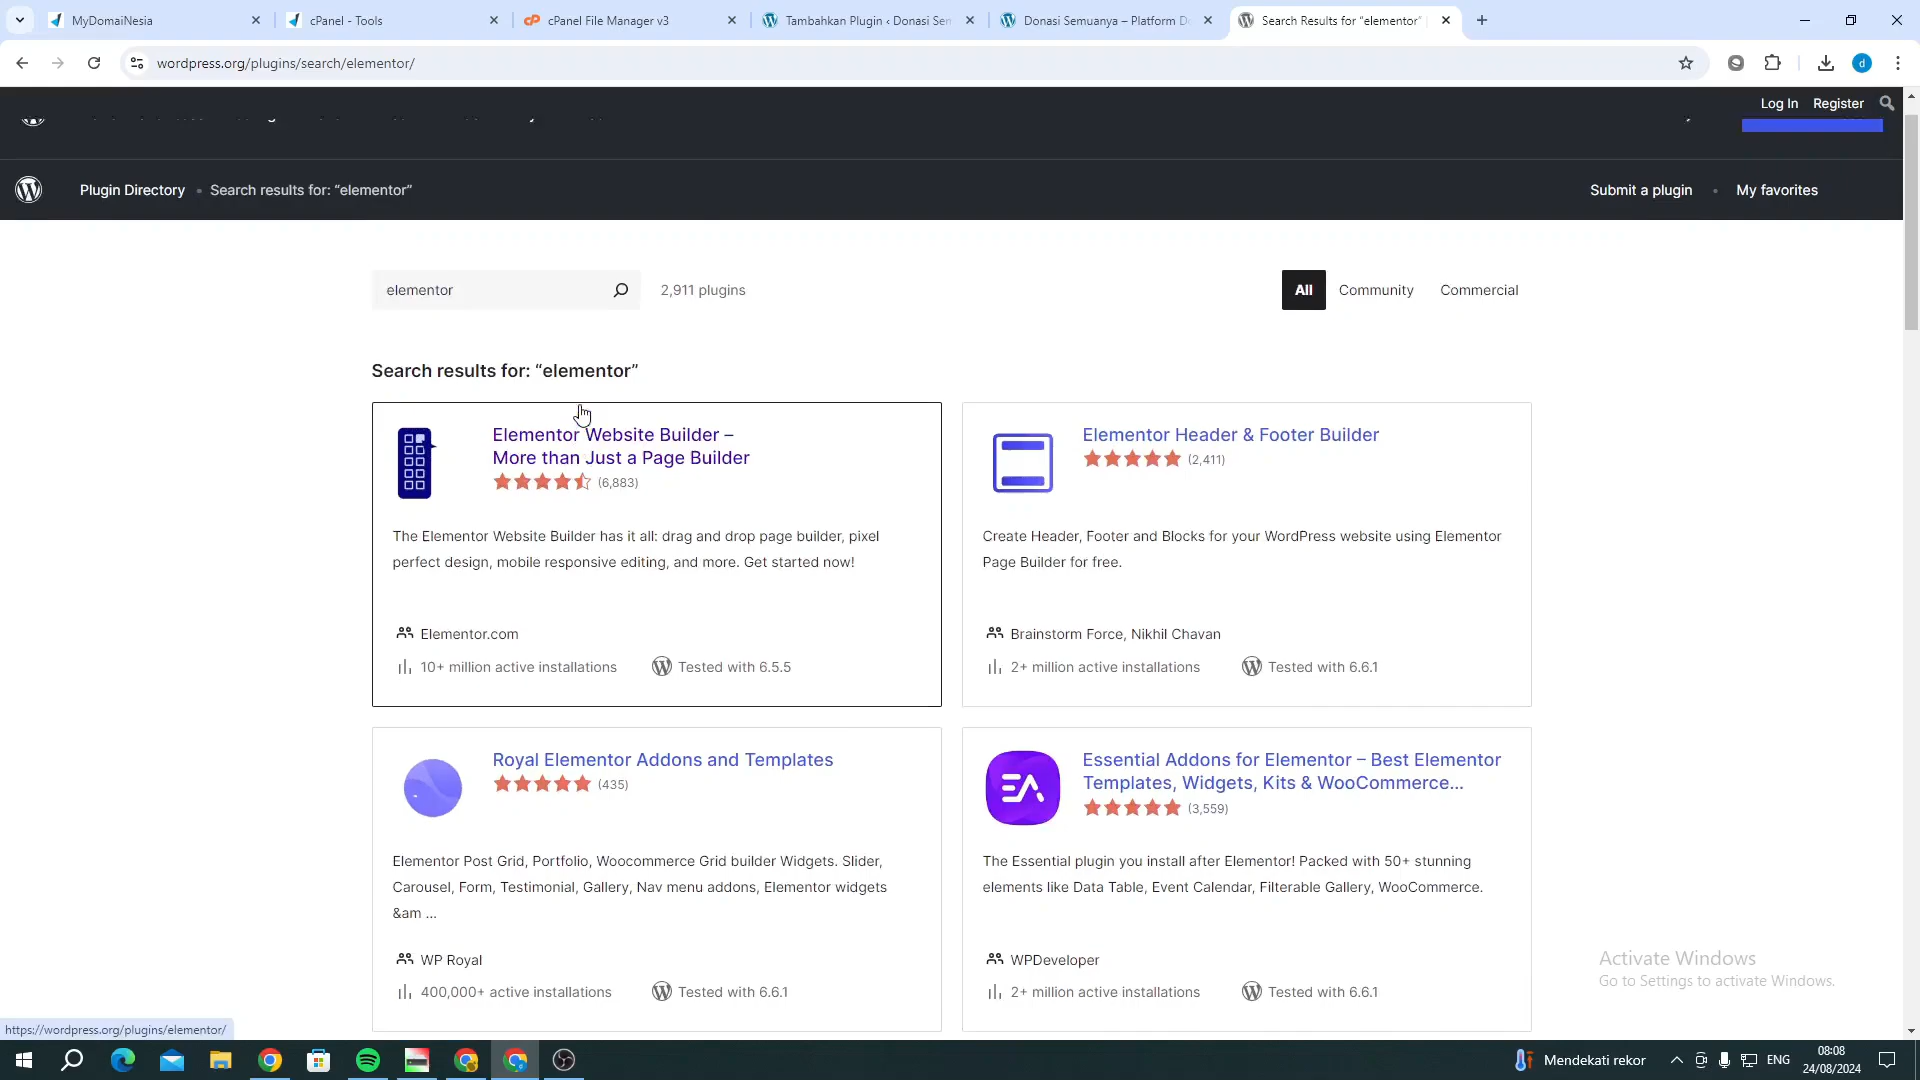 MyDomaiNesia
cPanel - Tools
cPanel File Manager v3
Tambahkan Plugin ‹ Donasi Sem
Donasi Semuanya – Platform Do
Search Results for "elementor"
wordpress.org/plugins/search/elementor/
d
Log In
Register
Plugin Directory
Search results for: “elementor”
Submit a plugin
My favorites
elementor
2,911 plugins
All
Community
Commercial
Search results for: “elementor”
Elementor Website Builder –
More than Just a Page Builder
(6,883)
The Elementor Website Builder has it all: drag and drop page builder, pixel
perfect design, mobile responsive editing, and more. Get started now!
Elementor.com
10+ million active installations
Tested with 6.5.5
Elementor Header & Footer Builder
(2,411)
Create Header, Footer and Blocks for your WordPress website using Elementor
Page Builder for free.
Brainstorm Force, Nikhil Chavan
2+ million active installations
Tested with 6.6.1
Royal Elementor Addons and Templates
(435)
Elementor Post Grid, Portfolio, Woocommerce Grid builder Widgets. Slider,
Carousel, Form, Testimonial, Gallery, Nav menu addons, Elementor widgets
&am ...
WP Royal
400,000+ active installations
Tested with 6.6.1
Essential Addons for Elementor – Best Elementor
Templates, Widgets, Kits & WooCommerce...
(3,559)
The Essential plugin you install after Elementor! Packed with 50+ stunning
elements like Data Table, Event Calendar, Filterable Gallery, WooCommerce.
WPDeveloper
2+ million active installations
Tested with 6.6.1
Activate Windows
Go to Settings to activate Windows.
https://wordpress.org/plugins/elementor/
Mendekati rekor
ENG
08:08
24/08/2024